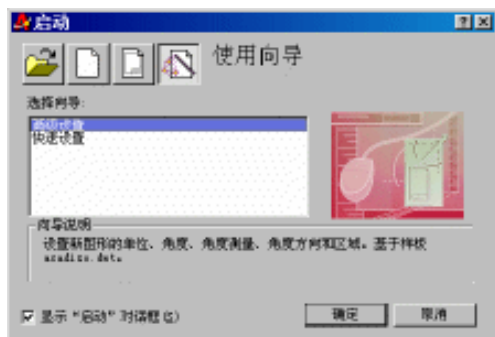 启动
使用向导
选择向导:
高级设置
快速设置
向导说明
设置新图形的单位、角度、角度测量、角度方向和区域。基于样板
acadiso.dwt。
显示“启动”对话框(S)
确定
取消